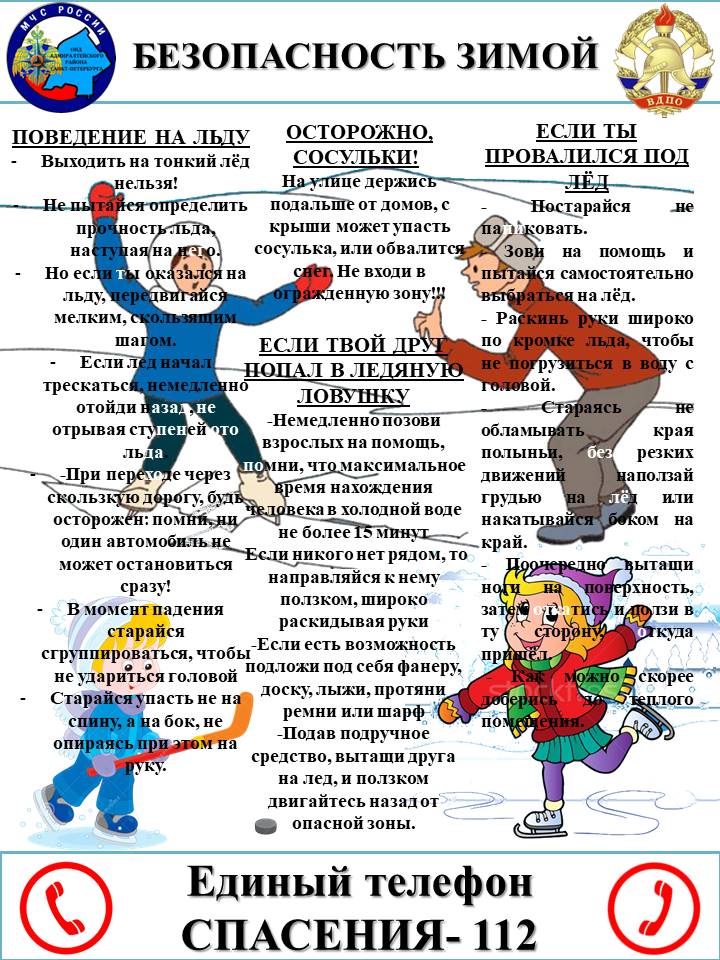 МЧС РОССИИ
ОНД
АДМИРАЛТЕЙСКОГО
РАЙОНА
САНКТ-ПЕТЕРБУРГА
БЕЗОПАСНОСТЬ ЗИМОЙ
ВДПО
ПОВЕДЕНИЕ НА ЛЬДУ
- Выходить на тонкий лёд
нельзя!
- Не пытайся определить
прочность льда,
наступая на него.
- Но если ты оказался на
льду, передвигайся
мелким, скользящим
шагом.
- Если лед начал
трескаться, немедленно
отойди назад, не
отрывая ступеней ото
льда
- -При переходе через
скользкую дорогу, будь
осторожен: помни, ни
один автомобиль не
может остановиться
сразу!
- В момент падения
старайся
сгруппироваться, чтобы
не удариться головой
- Старайся упасть не на
спину, а на бок, не
опираясь при этом на
руку.
ОСТОРОЖНО,
СОСУЛЬКИ!
На улице держись
подальше от домов, с
крыши может упасть
сосулька, или обвалится
снег. Не входи в
огражденную зону!!!
ЕСЛИ ТВОЙ ДРУГ
ПОПАЛ В ЛЕДЯНУЮ
ЛОВУШКУ
-Немедленно позови
взрослых на помощь,
помни, что максимальное
время нахождения
человека в холодной воде
не более 15 минут
Если никого нет рядом, то
направляйся к нему
ползком, широко
раскидывая руки
-Если есть возможность
подложи под себя фанеру,
доску, лыжи, протяни
ремни или шарф
-Подав подручное
средство, вытащи друга
на лед, и ползком
двигайтесь назад от
опасной зоны.
ЕСЛИ ТЫ
ПРОВАЛИЛСЯ ПОД
ЛЁД
- Постарайся не
паниковать.
- Зови на помощь и
пытайся самостоятельно
выбраться на лёд.
- Раскинь руки широко
по кромке льда, чтобы
не погрузиться в воду с
головой.
- Стараясь не
обламывать края
полыньи, без резких
движений наползай
грудью на лёд или
накатывайся боком на
край.
- Поочередно вытащи
ноги на поверхность,
затем откатись и ползи в
ту сторону, откуда
пришёл.
- Как можно скорее
доберись до теплого
помещения.
Единый телефон
СПАСЕНИЯ- 112